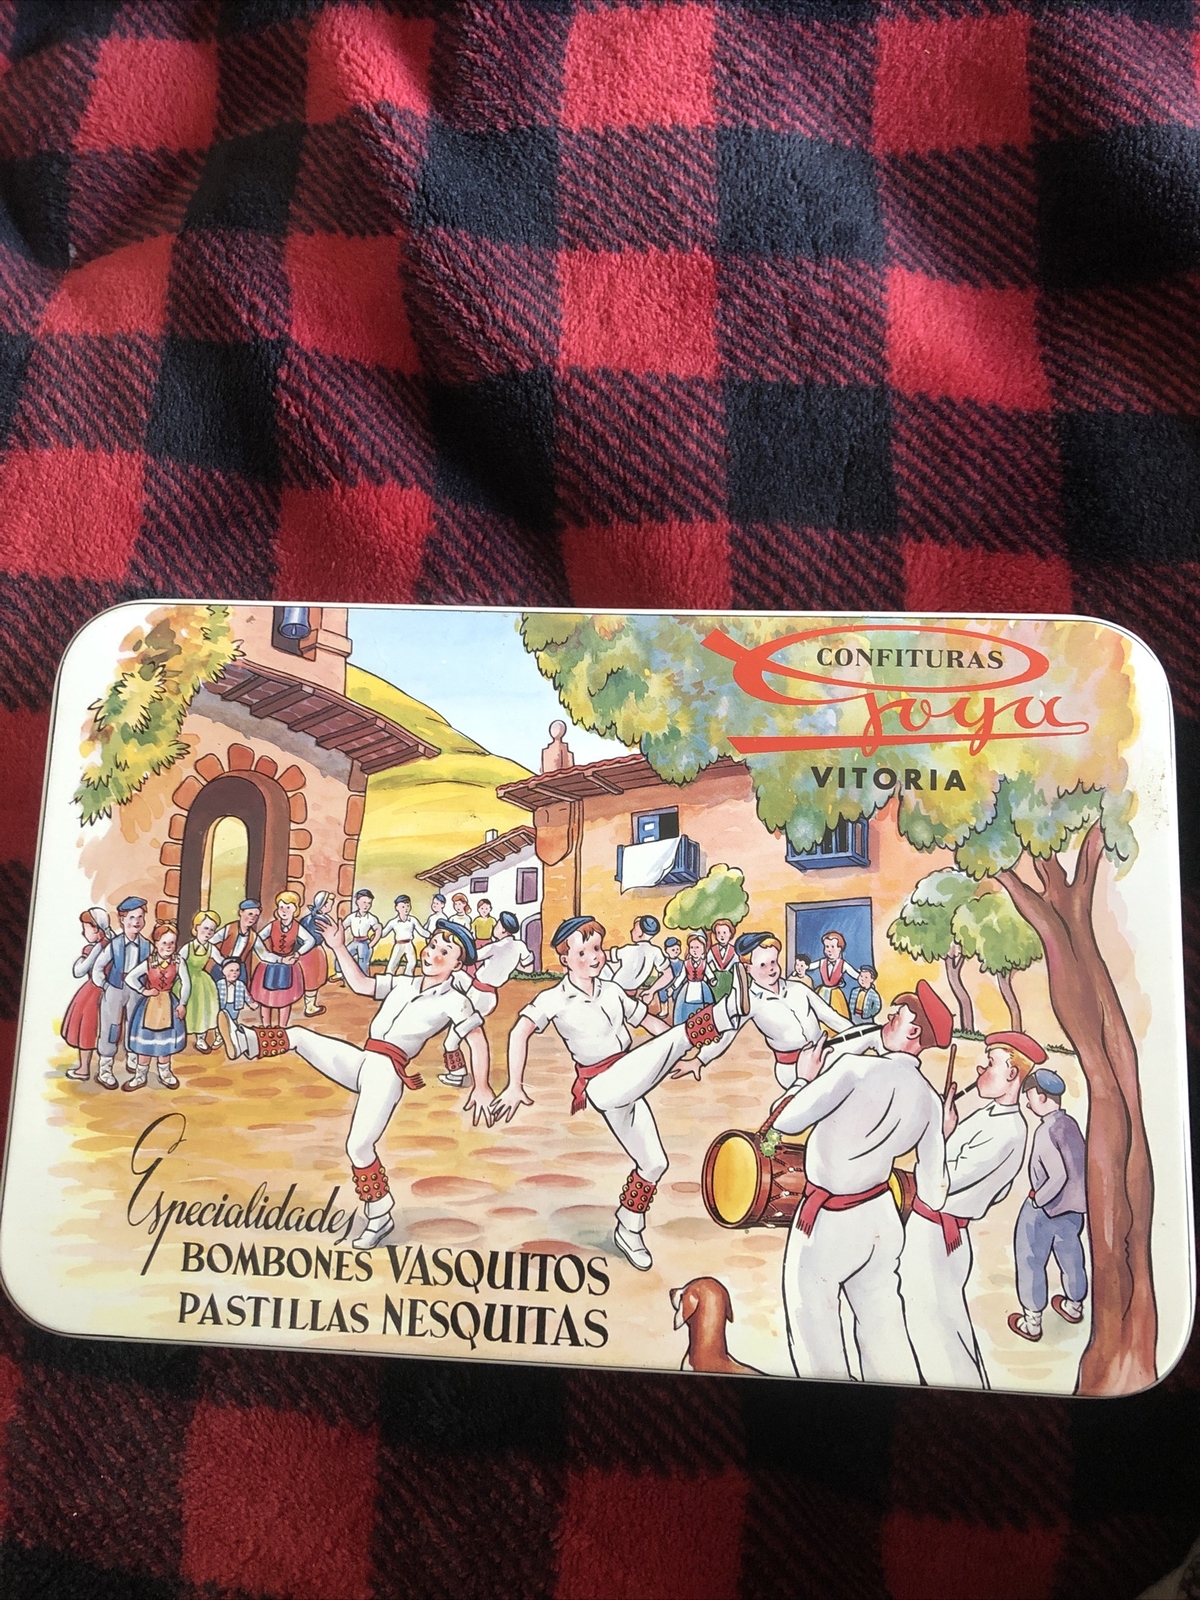 CONFITURAS
Goya
VITORIA
Especialidades
BOMBONES VASQUITOS
PASTILLAS NESQUITAS